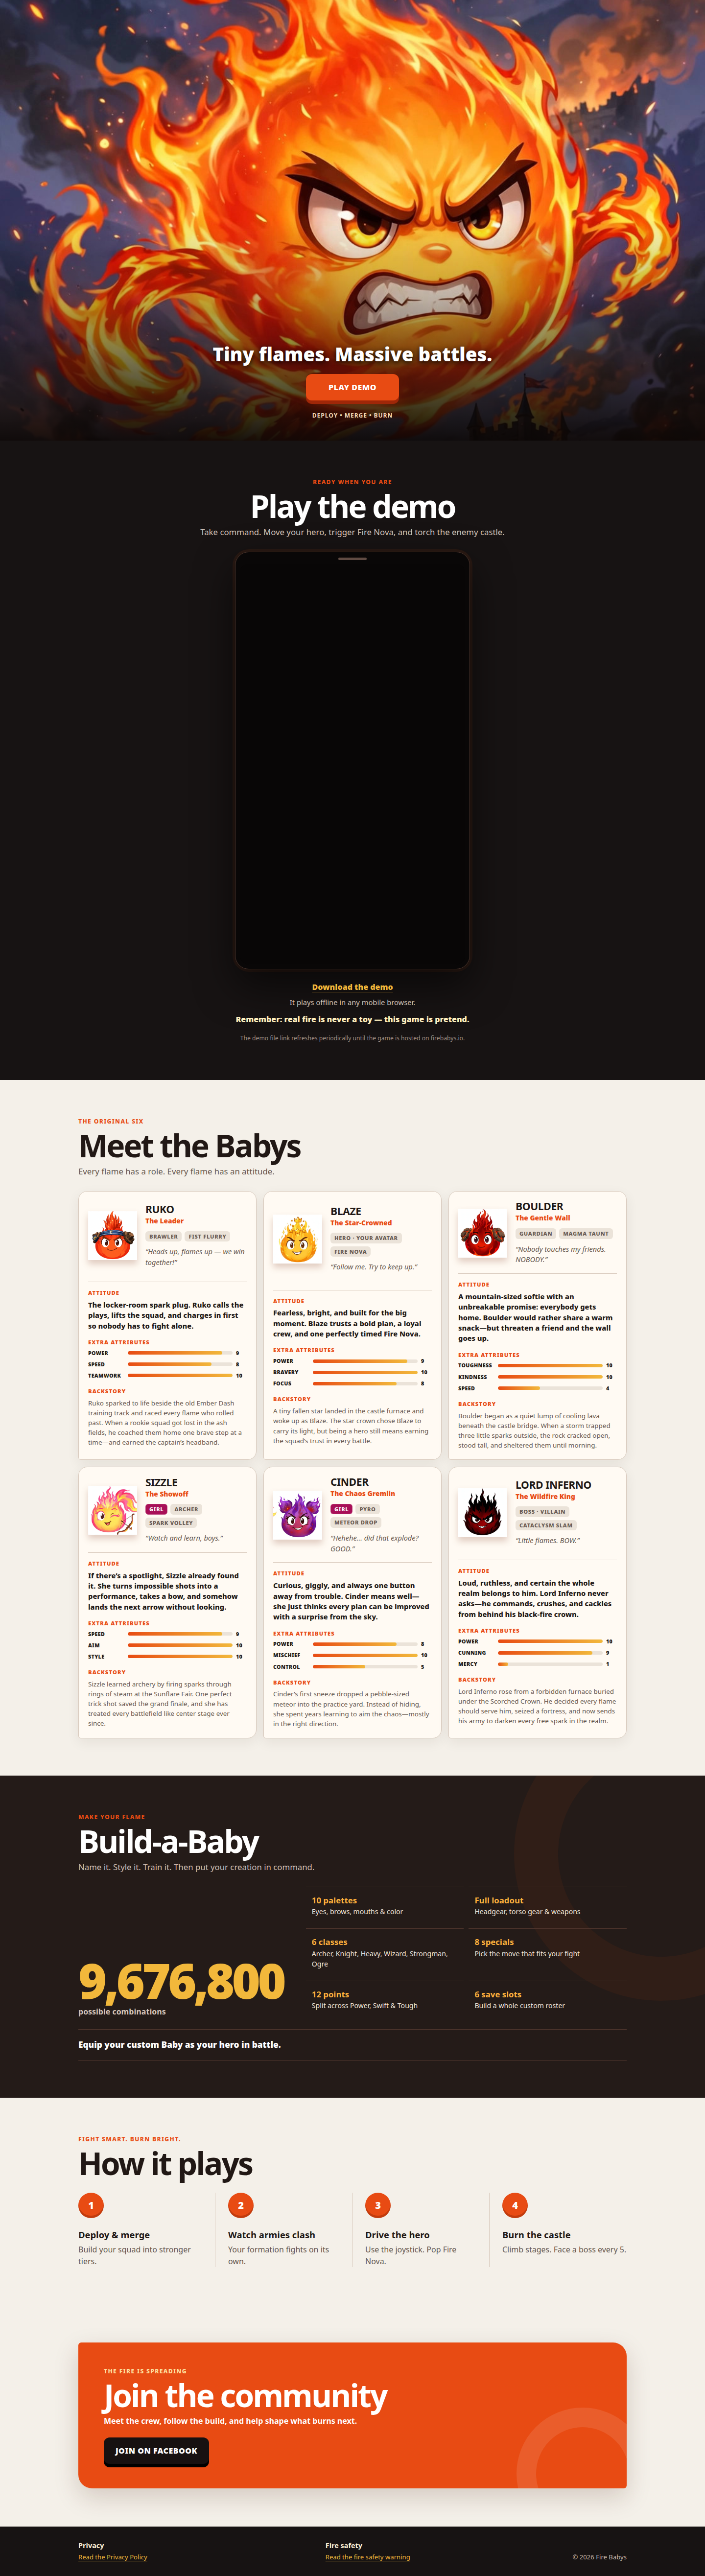 Tiny flames. Massive battles.
PLAY DEMO
DEPLOY • MERGE • BURN
READY WHEN YOU ARE
Play the demo
Take command. Move your hero, trigger Fire Nova, and torch the enemy castle.
Download the demo
It plays offline in any mobile browser.
Remember: real fire is never a toy — this game is pretend.
The demo file link refreshes periodically until the game is hosted on firebabys.io.
THE ORIGINAL SIX
Meet the Babys
Every flame has a role. Every flame has an attitude.
RUKO
The Leader
BRAWLER FIST FLURRY
“Heads up, flames up — we win
together!”
ATTITUDE
The locker-room spark plug. Ruko calls the
plays, lifts the squad, and charges in first
so nobody has to fight alone.
EXTRA ATTRIBUTES
POWER 9
SPEED 8
TEAMWORK 10
BACKSTORY
Ruko sparked to life beside the old Ember Dash
training track and raced every flame who rolled
past. When a rookie squad got lost in the ash
fields, he coached them home one brave step at a
time—and earned the captain’s headband.
BLAZE
The Star-Crowned
HERO · YOUR AVATAR
FIRE NOVA
“Follow me. Try to keep up.”
ATTITUDE
Fearless, bright, and built for the big
moment. Blaze trusts a bold plan, a loyal
crew, and one perfectly timed Fire Nova.
EXTRA ATTRIBUTES
POWER 9
BRAVERY 10
FOCUS 8
BACKSTORY
A tiny fallen star landed in the castle furnace and
woke up as Blaze. The star crown chose Blaze to
carry its light, but being a hero still means earning
the squad’s trust in every battle.
BOULDER
The Gentle Wall
GUARDIAN MAGMA TAUNT
“Nobody touches my friends.
NOBODY.”
ATTITUDE
A mountain-sized softie with an
unbreakable promise: everybody gets
home. Boulder would rather share a warm
snack—but threaten a friend and the wall
goes up.
EXTRA ATTRIBUTES
TOUGHNESS 10
KINDNESS 10
SPEED 4
BACKSTORY
Boulder began as a quiet lump of cooling lava
beneath the castle bridge. When a storm trapped
three little sparks outside, the rock cracked open,
stood tall, and sheltered them until morning.
SIZZLE
The Showoff
GIRL ARCHER
SPARK VOLLEY
“Watch and learn, boys.”
ATTITUDE
If there’s a spotlight, Sizzle already found
it. She turns impossible shots into a
performance, takes a bow, and somehow
lands the next arrow without looking.
EXTRA ATTRIBUTES
SPEED 9
AIM 10
STYLE 10
BACKSTORY
Sizzle learned archery by firing sparks through
rings of steam at the Sunflare Fair. One perfect
trick shot saved the grand finale, and she has
treated every battlefield like center stage ever
since.
CINDER
The Chaos Gremlin
GIRL PYRO
METEOR DROP
“Hehehe… did that explode?
GOOD.”
ATTITUDE
Curious, giggly, and always one button
away from trouble. Cinder means well—
she just thinks every plan can be improved
with a surprise from the sky.
EXTRA ATTRIBUTES
POWER 8
MISCHIEF 10
CONTROL 5
BACKSTORY
Cinder’s first sneeze dropped a pebble-sized
meteor into the practice yard. Instead of hiding,
she spent years learning to aim the chaos—mostly
in the right direction.
LORD INFERNO
The Wildfire King
BOSS · VILLAIN
CATACLYSM SLAM
“Little flames. BOW.”
ATTITUDE
Loud, ruthless, and certain the whole
realm belongs to him. Lord Inferno never
asks—he commands, crushes, and cackles
from behind his black-fire crown.
EXTRA ATTRIBUTES
POWER 10
CUNNING 9
MERCY 1
BACKSTORY
Lord Inferno rose from a forbidden furnace buried
under the Scorched Crown. He decided every flame
should serve him, seized a fortress, and now sends
his army to darken every free spark in the realm.
MAKE YOUR FLAME
Build-a-Baby
Name it. Style it. Train it. Then put your creation in command.
9,676,800
possible combinations
10 palettes
Eyes, brows, mouths & color
Full loadout
Headgear, torso gear & weapons
6 classes
Archer, Knight, Heavy, Wizard, Strongman,
Ogre
8 specials
Pick the move that fits your fight
12 points
Split across Power, Swift & Tough
6 save slots
Build a whole custom roster
Equip your custom Baby as your hero in battle.
FIGHT SMART. BURN BRIGHT.
How it plays
1
Deploy & merge
Build your squad into stronger
tiers.
2
Watch armies clash
Your formation fights on its
own.
3
Drive the hero
Use the joystick. Pop Fire
Nova.
4
Burn the castle
Climb stages. Face a boss every 5.
THE FIRE IS SPREADING
Join the community
Meet the crew, follow the build, and help shape what burns next.
JOIN ON FACEBOOK
Privacy
Read the Privacy Policy
Fire safety
Read the fire safety warning
© 2026 Fire Babys